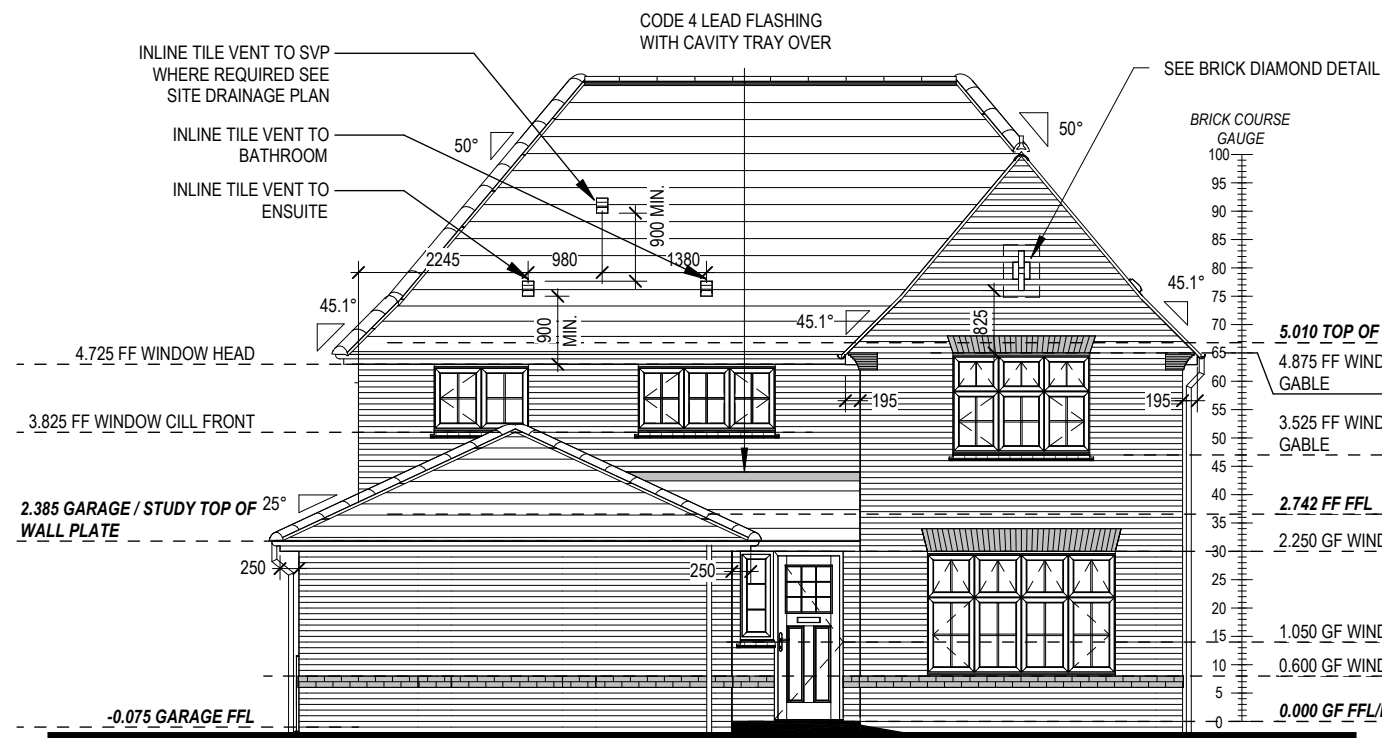 CODE 4 LEAD FLASHING
WITH CAVITY TRAY OVER
INLINE TILE VENT TO SVP
WHERE REQUIRED SEE
SITE DRAINAGE PLAN
INLINE TILE VENT TO
BATHROOM
INLINE TILE VENT TO
ENSUITE
SEE BRICK DIAMOND DETAIL
BRICK COURSE
GAUGE
50°
50°
100
95
90
85
80
75
70
65
60
55
50
45
40
35
30
25
20
15
10
5
0
900 MIN.
2245
980
1380
900
MIN.
825
45.1°
45.1°
45.1°
4.725 FF WINDOW HEAD
3.825 FF WINDOW CILL FRONT
2.385 GARAGE / STUDY TOP OF
WALL PLATE
25°
250
250
195
195
-0.075 GARAGE FFL
5.010 TOP OF
4.875 FF WIND
GABLE
3.525 FF WIND
GABLE
2.742 FF FFL
2.250 GF WIND
1.050 GF WIND
0.600 GF WIND
0.000 GF FFL/